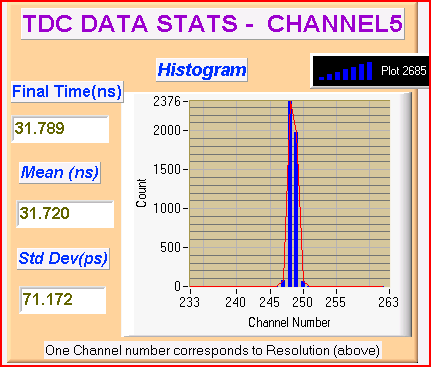 TDC DATA STATS - CHANNEL5
Histogram
Plot 2685
Final Time(ns)
31.789
Mean (ns)
31.720
Std Dev(ps)
71.172
Count
2376
2000
1500
1000
500
0
233 240 245 250 255 263
Channel Number
One Channel number corresponds to Resolution (above)